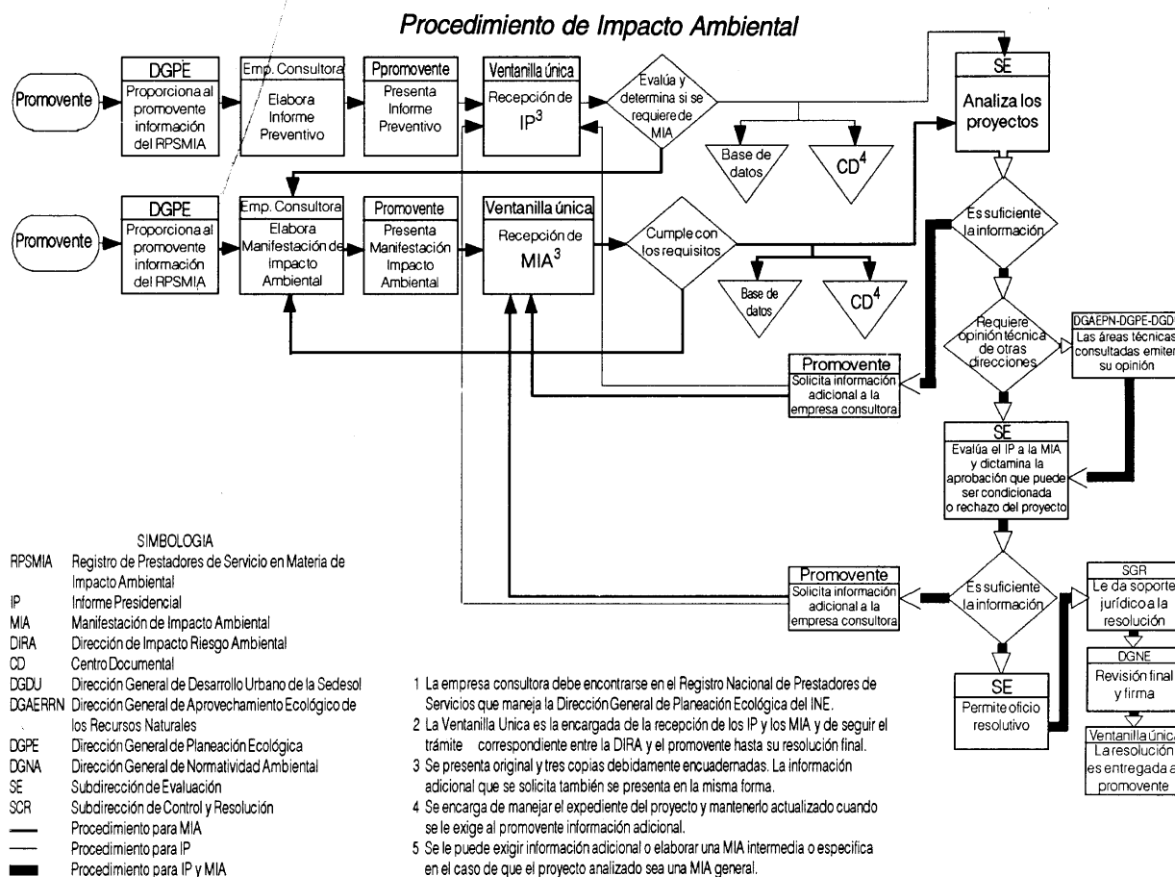 Procedimiento de Impacto Ambiental
Promovente
DGPE
Proporciona al
promovente
información
del RPSMIA
Emp. Consultora
Elabora
Informe
Preventivo
Ppromovente
Presenta
Informe
Preventivo
Ventanilla única
Recepción de
IP3
Evalúa y
determina si se
requiere de
MIA
Base de
datos
CD4
SE
Analiza los
proyectos
Promovente
DGPE
Proporciona al
promovente
información
del RPSMIA
Emp. Consultora
Elabora
Manifestación de
Impacto
Ambiental
Promovente
Presenta
Manifestación
Impacto
Ambiental
Ventanilla única
Recepción de
MIA3
Cumple con
los requisitos
Base de
datos
CD4
Es suficiente
la información
Requiere
opinión técnica
de otras
direcciones
DGAEPN-DGPE-DGD
Las áreas técnicas
consultadas emiten
su opinión
Promovente
Solicita información
adicional a la
empresa consultora
SE
Evalúa el IP a la MIA
y dictamina la
aprobación que puede
ser condicionada
o rechazo del proyecto
Promovente
Solicita información
adicional a la
empresa consultora
Es suficiente
la información
SGR
Le da soporte
jurídico a la
resolución
DGNE
Revisión final
y firma
SE
Permite oficio
resolutivo
Ventanilla única
La resolución
es entregada a
promovente
SIMBOLOGIA
RPSMIA Registro de Prestadores de Servicio en Materia de
Impacto Ambiental
IP Informe Presidencial
MIA Manifestación de Impacto Ambiental
DIRA Dirección de Impacto Riesgo Ambiental
CD Centro Documental
DGDU Dirección General de Desarrollo Urbano de la Sedesol
DGAERRN Dirección General de Aprovechamiento Ecológico de
los Recursos Naturales
DGPE Dirección General de Planeación Ecológica
DGNA Dirección General de Normatividad Ambiental
SE Subdirección de Evaluación
SCR Subdirección de Control y Resolución
Procedimiento para MIA
Procedimiento para IP
Procedimiento para IP y MIA
1 La empresa consultora debe encontrarse en el Registro Nacional de Prestadores de
Servicios que maneja la Dirección General de Planeación Ecológica del INE.
2 La Ventanilla Unica es la encargada de la recepción de los IP y los MIA y de seguir el
trámite correspondiente entre la DIRA y el promovente hasta su resolución final.
3 Se presenta original y tres copias debidamente encuadernadas. La información
adicional que se solicita también se presenta en la misma forma.
4 Se encarga de manejar el expediente del proyecto y mantenerlo actualizado cuando
se le exige al promovente información adicional.
5 Se le puede exigir información adicional o elaborar una MIA intermedia o especifica
en el caso de que el proyecto analizado sea una MIA general.